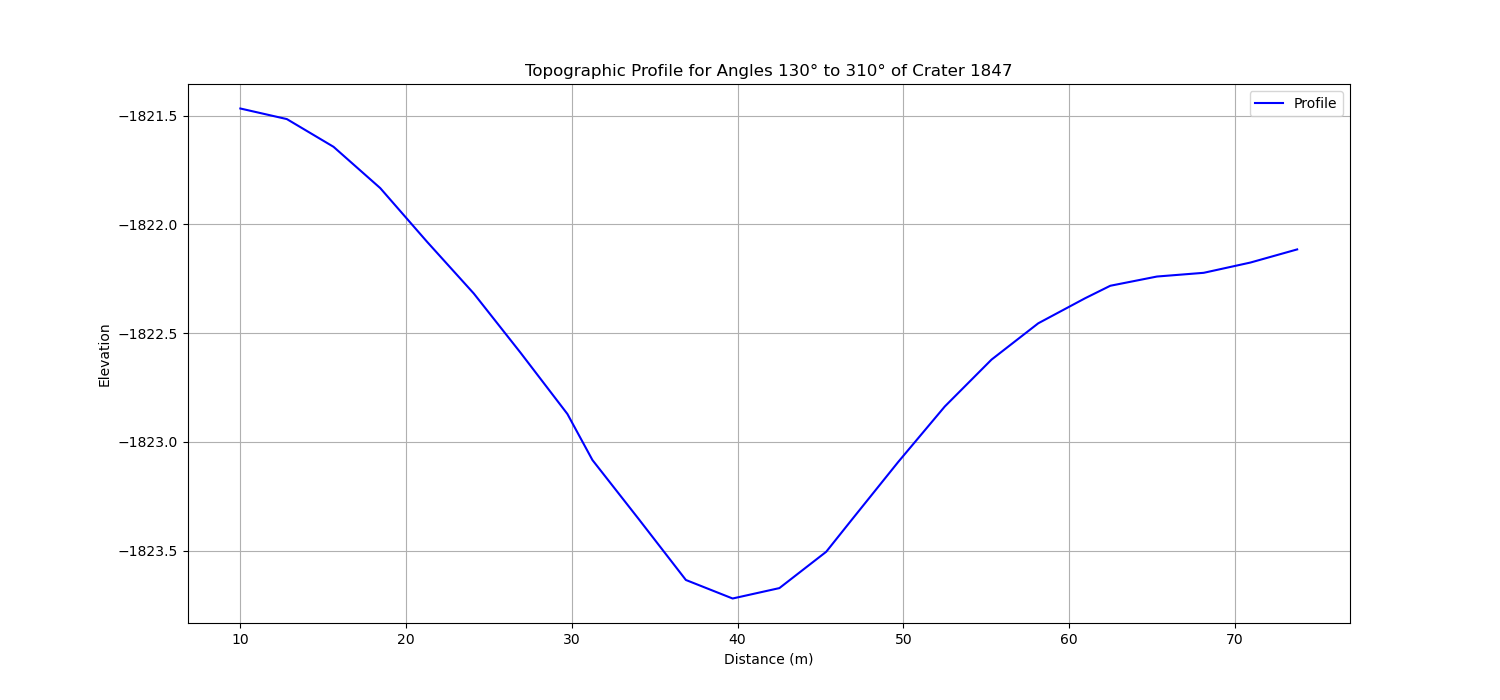 Topographic Profile for Angles 130° to 310° of Crater 1847
Profile
−1821.5
−1822.0
−1822.5
−1823.0
−1823.5
Elevation
10 20 30 40 50 60 70
Distance (m)